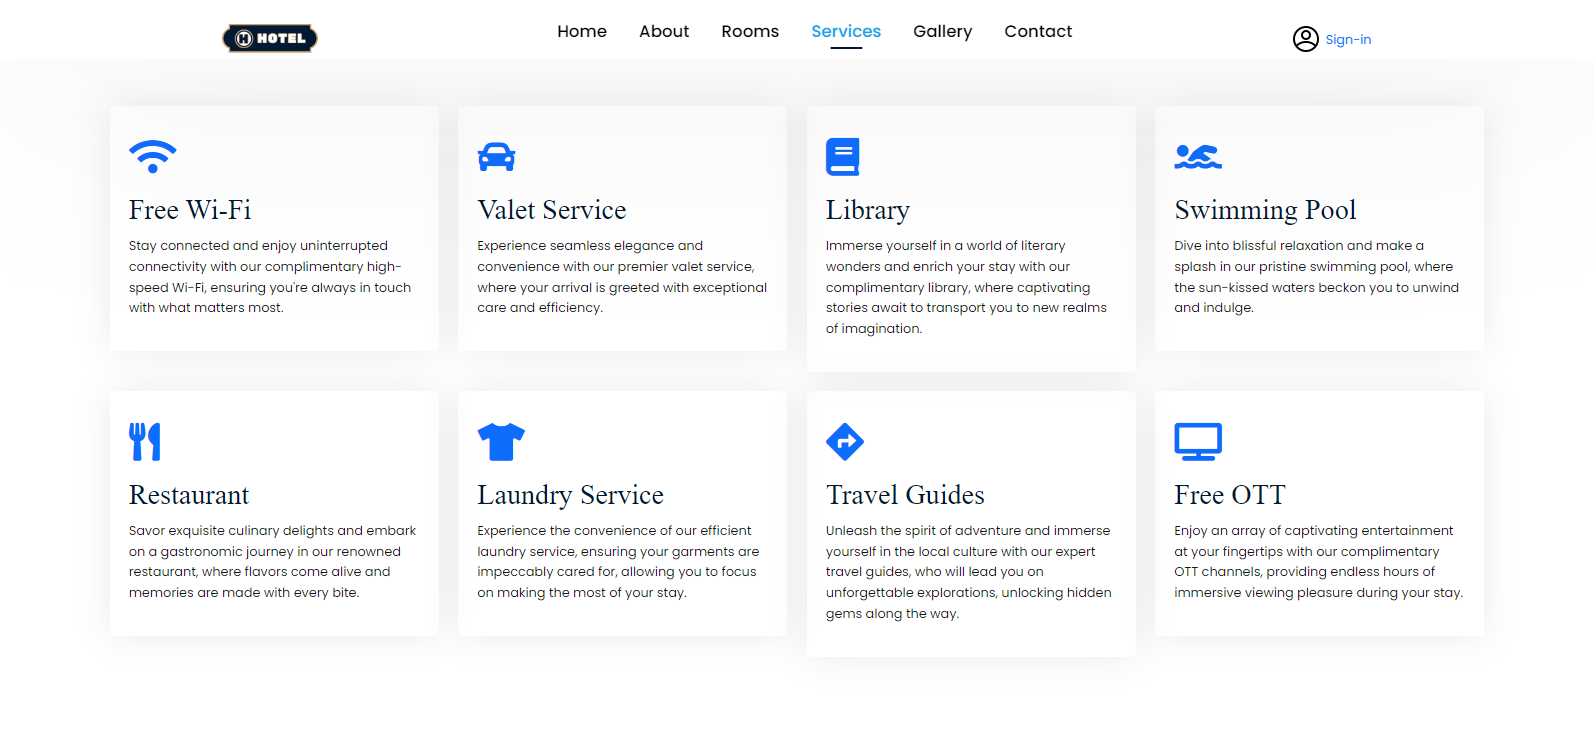 HOTEL
Home
About
Rooms
Services
Gallery
Contact
Sign-in
Free Wi-Fi
Stay connected and enjoy uninterrupted
connectivity with our complimentary high-
speed Wi-Fi, ensuring you're always in touch
with what matters most.
Valet Service
Experience seamless elegance and
convenience with our premier valet service,
where your arrival is greeted with exceptional
care and efficiency.
Library
Immerse yourself in a world of literary
wonders and enrich your stay with our
complimentary library, where captivating
stories await to transport you to new realms
of imagination.
Swimming Pool
Dive into blissful relaxation and make a
splash in our pristine swimming pool, where
the sun-kissed waters beckon you to unwind
and indulge.
Restaurant
Savor exquisite culinary delights and embark
on a gastronomic journey in our renowned
restaurant, where flavors come alive and
memories are made with every bite.
Laundry Service
Experience the convenience of our efficient
laundry service, ensuring your garments are
impeccably cared for, allowing you to focus
on making the most of your stay.
Travel Guides
Unleash the spirit of adventure and immerse
yourself in the local culture with our expert
travel guides, who will lead you on
unforgettable explorations, unlocking hidden
gems along the way.
Free OTT
Enjoy an array of captivating entertainment
at your fingertips with our complimentary
OTT channels, providing endless hours of
immersive viewing pleasure during your stay.